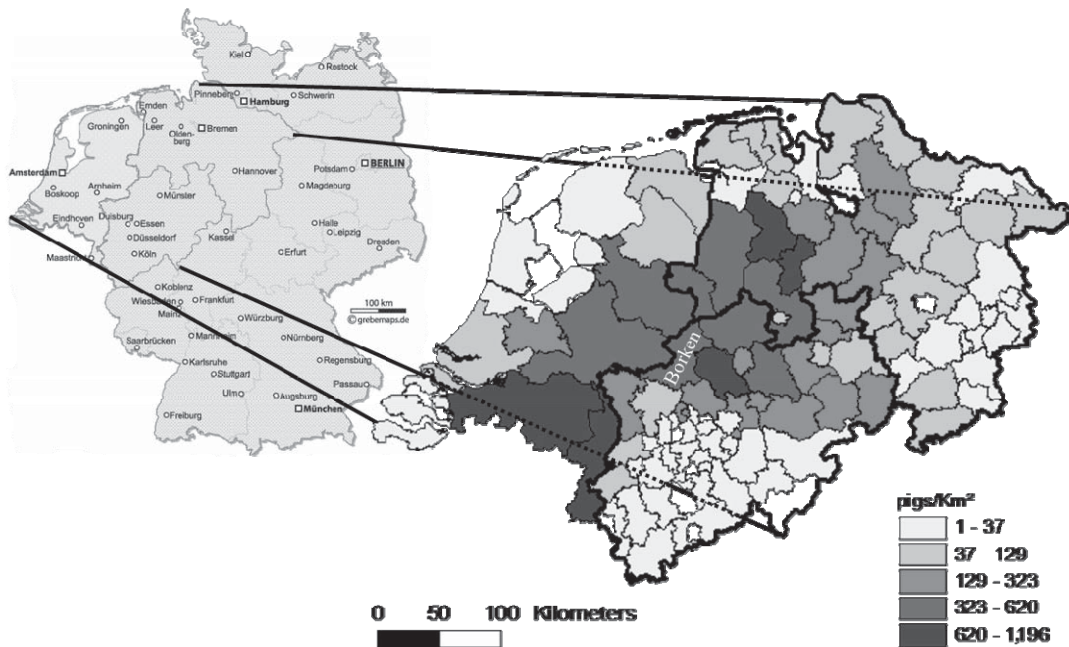 Kiel
Rostock
Pinneberg
Hamburg
Schwerin
Emden
Groningen
Leer
Olden-
berg
Bremen
Amsterdam
Boskoop
Arnheim
Hannover
Potsdam
BERLIN
Magdeburg
Münster
Eindhoven
Duisburg
Essen
Düsseldorf
Kassel
Halle
Leipzig
Dresden
Maastricht
Köln
Erfurt
Koblenz
Wiesbaden
Frankfurt
Mainz
Würzburg
100 km
©grebemaps.de
Mannheim
Nürnberg
Saarbrücken
Karlsruhe
Regensburg
Stuttgart
Passau
Ulm
Augsburg
München
Freiburg
Borken
pigs/Km²
1 - 37
37 129
129 - 323
323 - 620
620 - 1,196
0 50 100 Kilometers